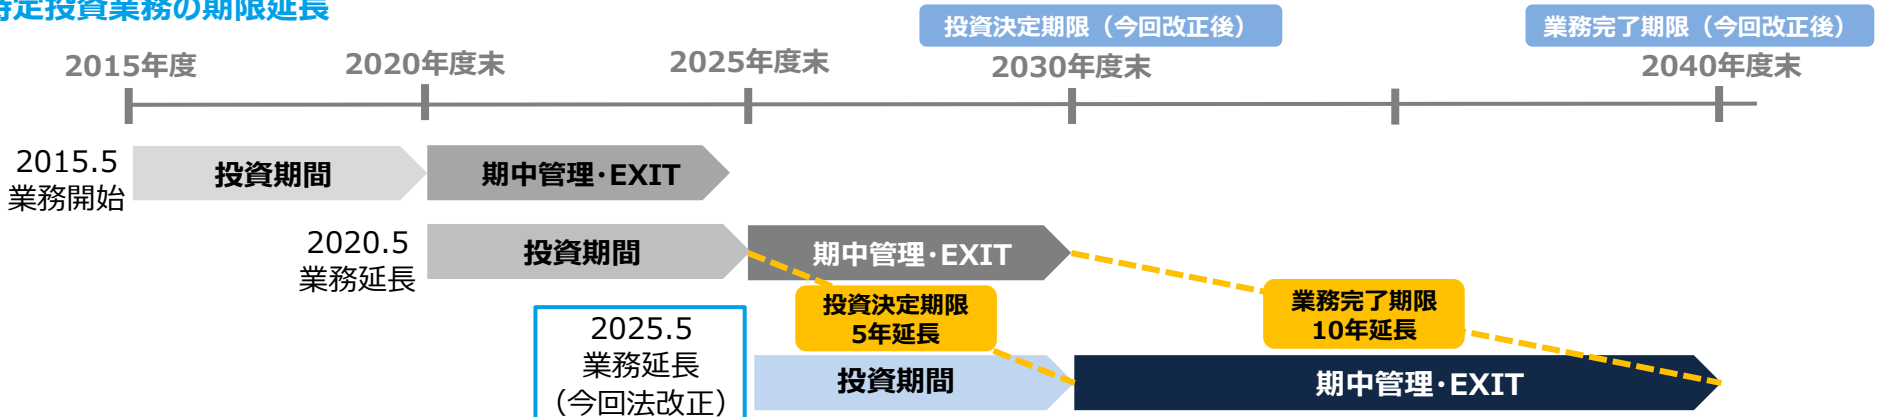 特定投資業務の期限延長
投資決定期限（今回改正後）
業務完了期限（今回改正後）
2015年度
2020年度末
2025年度末
2030年度末
2040年度末
2015.5
業務開始
投資期間
期中管理･EXIT
2020.5
業務延長
投資期間
期中管理･EXIT
投資決定期限
5年延長
業務完了期限
10年延長
2025.5
業務延長
（今回法改正）
投資期間
期中管理･EXIT